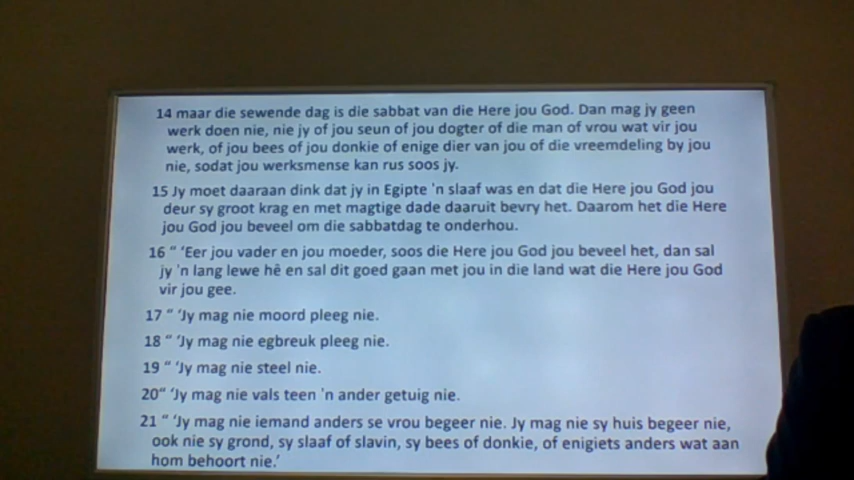 14 maar die sewende dag is die sabbat van die Here jou God. Dan mag jy geen
werk doen nie, nie jy of jou seun of jou dogter of die man of vrou wat vir jou
werk, of jou bees of jou donkie of enige dier van jou of die vreemdeling by jou
nie, sodat jou werksmense kan rus soos jy.
15 Jy moet daaraan dink dat jy in Egipte 'n slaaf was en dat die Here jou God jou
deur sy groot krag en met magtige dade daaruit bevry het. Daarom het die Here
jou God jou beveel om die sabbatdag te onderhou.
16 “ ‘Eer jou vader en jou moeder, soos die Here jou God jou beveel het, dan sal
jy 'n lang lewe hê en sal dit goed gaan met jou in die land wat die Here jou God
vir jou gee.
17 “ ‘Jy mag nie moord pleeg nie.
18 “ ‘Jy mag nie egbreuk pleeg nie.
19 “ ‘Jy mag nie steel nie.
20“ ‘Jy mag nie vals teen 'n ander getuig nie.
21 “ ‘Jy mag nie iemand anders se vrou begeer nie. Jy mag nie sy huis begeer nie,
ook nie sy grond, sy slaaf of slavin, sy bees of donkie, of enigiets anders wat aan
hom behoort nie.’